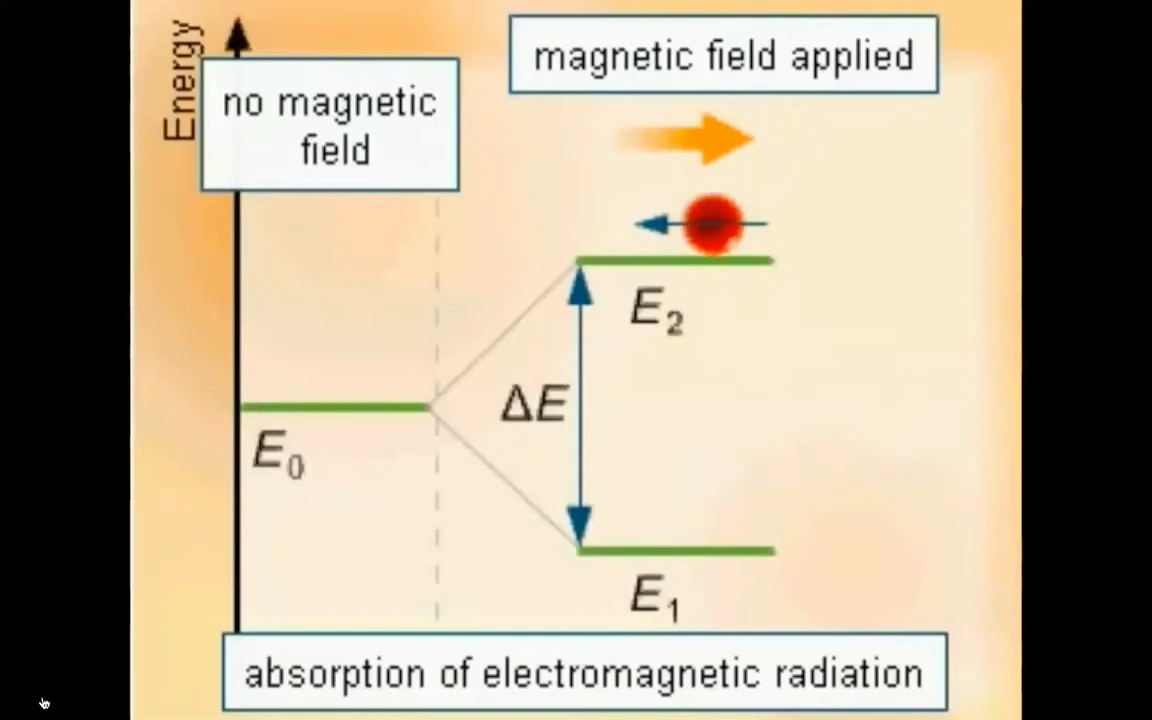 Energy
no magnetic
field
magnetic field applied
E₂
ΔE
E₀
E₁
absorption of electromagnetic radiation